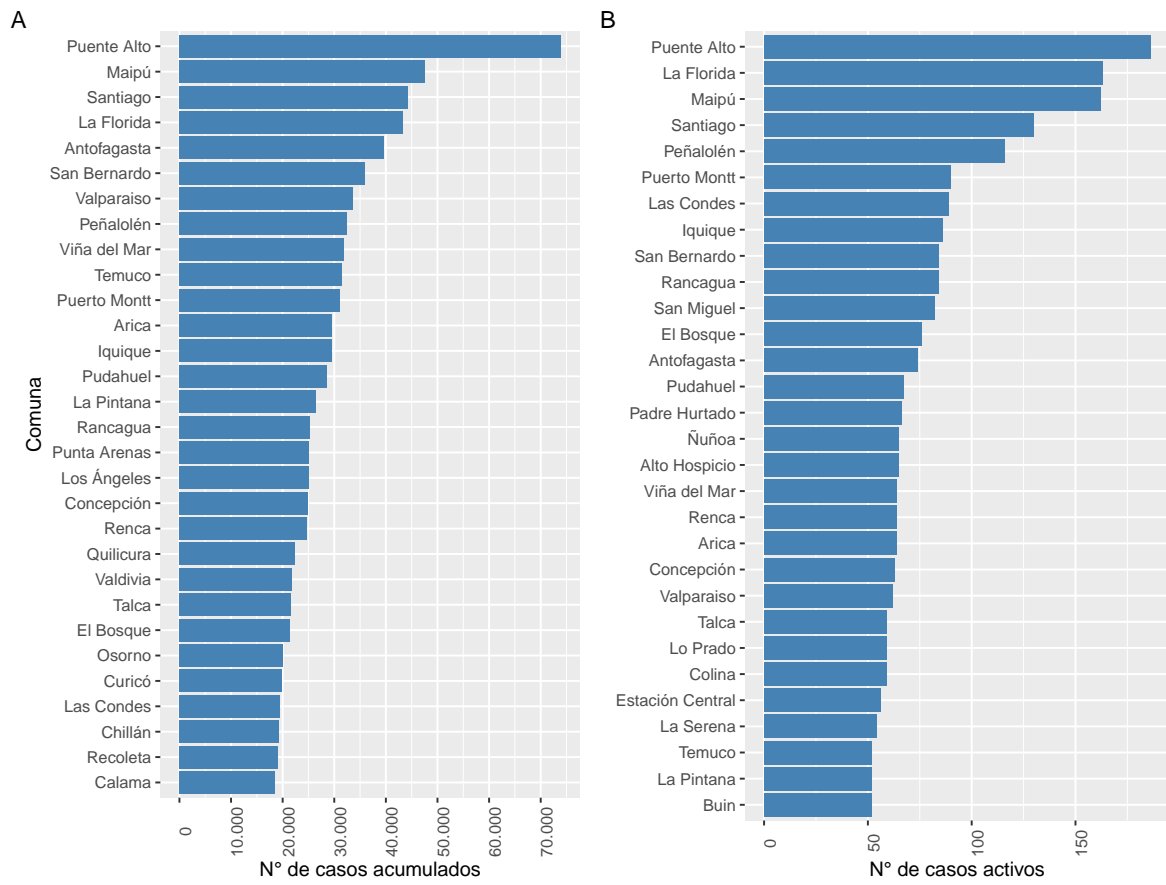 A
Puente Alto
Maipú
Santiago
La Florida
Antofagasta
San Bernardo
Valparaiso
Peñalolén
Viña del Mar
Temuco
Puerto Montt
Arica
Iquique
Pudahuel
La Pintana
Rancagua
Punta Arenas
Los Ángeles
Concepción
Renca
Quilicura
Valdivia
Talca
El Bosque
Osorno
Curicó
Las Condes
Chillán
Recoleta
Calama
Comuna
0
10.000
20.000
30.000
40.000
50.000
60.000
70.000
N° de casos acumulados
B
Puente Alto
La Florida
Maipú
Santiago
Peñalolén
Puerto Montt
Las Condes
Iquique
San Bernardo
Rancagua
San Miguel
El Bosque
Antofagasta
Pudahuel
Padre Hurtado
Ñuñoa
Alto Hospicio
Viña del Mar
Renca
Arica
Concepción
Valparaiso
Talca
Lo Prado
Colina
Estación Central
La Serena
Temuco
La Pintana
Buin
0
50
100
150
N° de casos activos